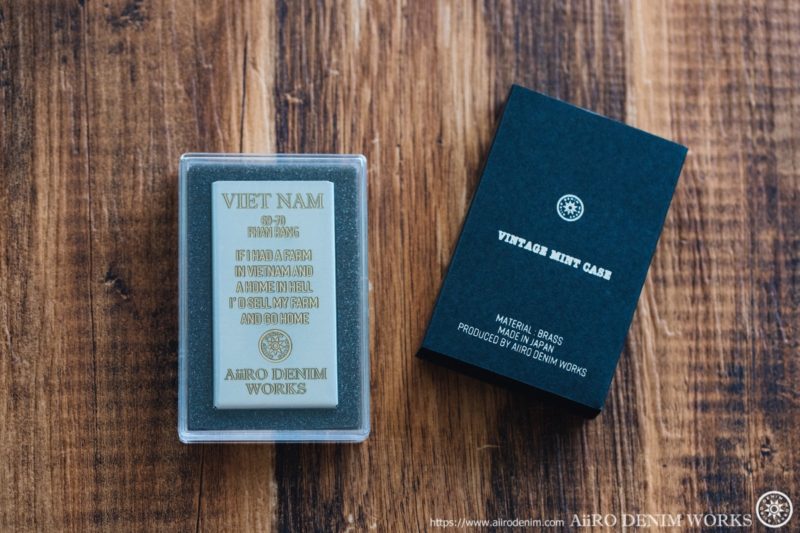 VIET NAM
69-70
PHAN RANG
IF I HAD A FARM
IN VIETNAM AND
A HOME IN HELL
I'D SELL MY FARM
AND GO HOME
AiiRO DENIM
WORKS
VINTAGE MINT CASE
MATERIAL : BRASS
MADE IN JAPAN
PRODUCED BY AIIRO DENIM WORKS
https://www.aiirodenim.com AiiRO DENIM WORKS